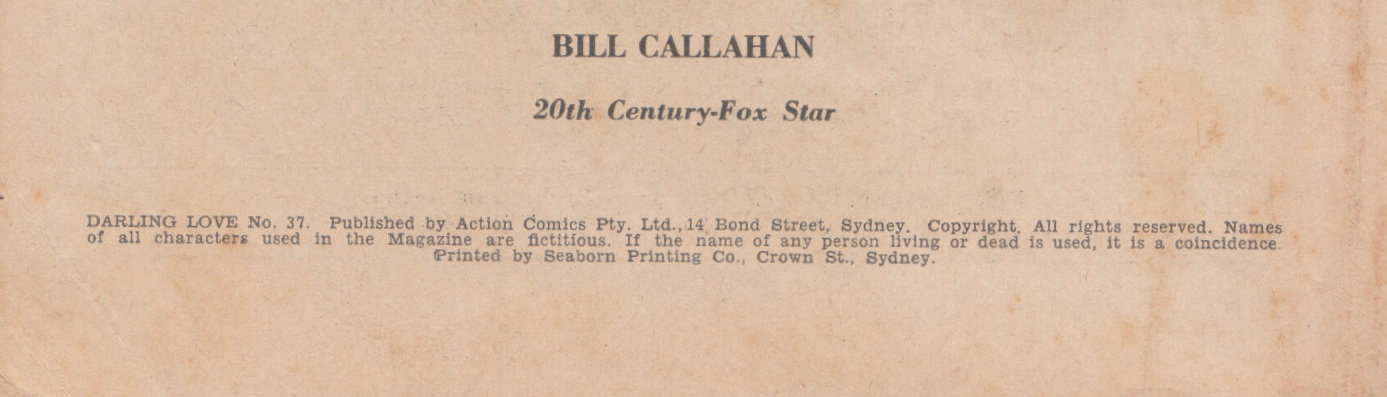 BILL CALLAHAN
20th Century-Fox Star
DARLING LOVE No. 37. Published by Action Comics Pty. Ltd., 14 Bond Street, Sydney. Copyright. All rights reserved. Names
of all characters used in the Magazine are fictitious. If the name of any person living or dead is used, it is a coincidence.
Printed by Seaborn Printing Co., Crown St., Sydney.